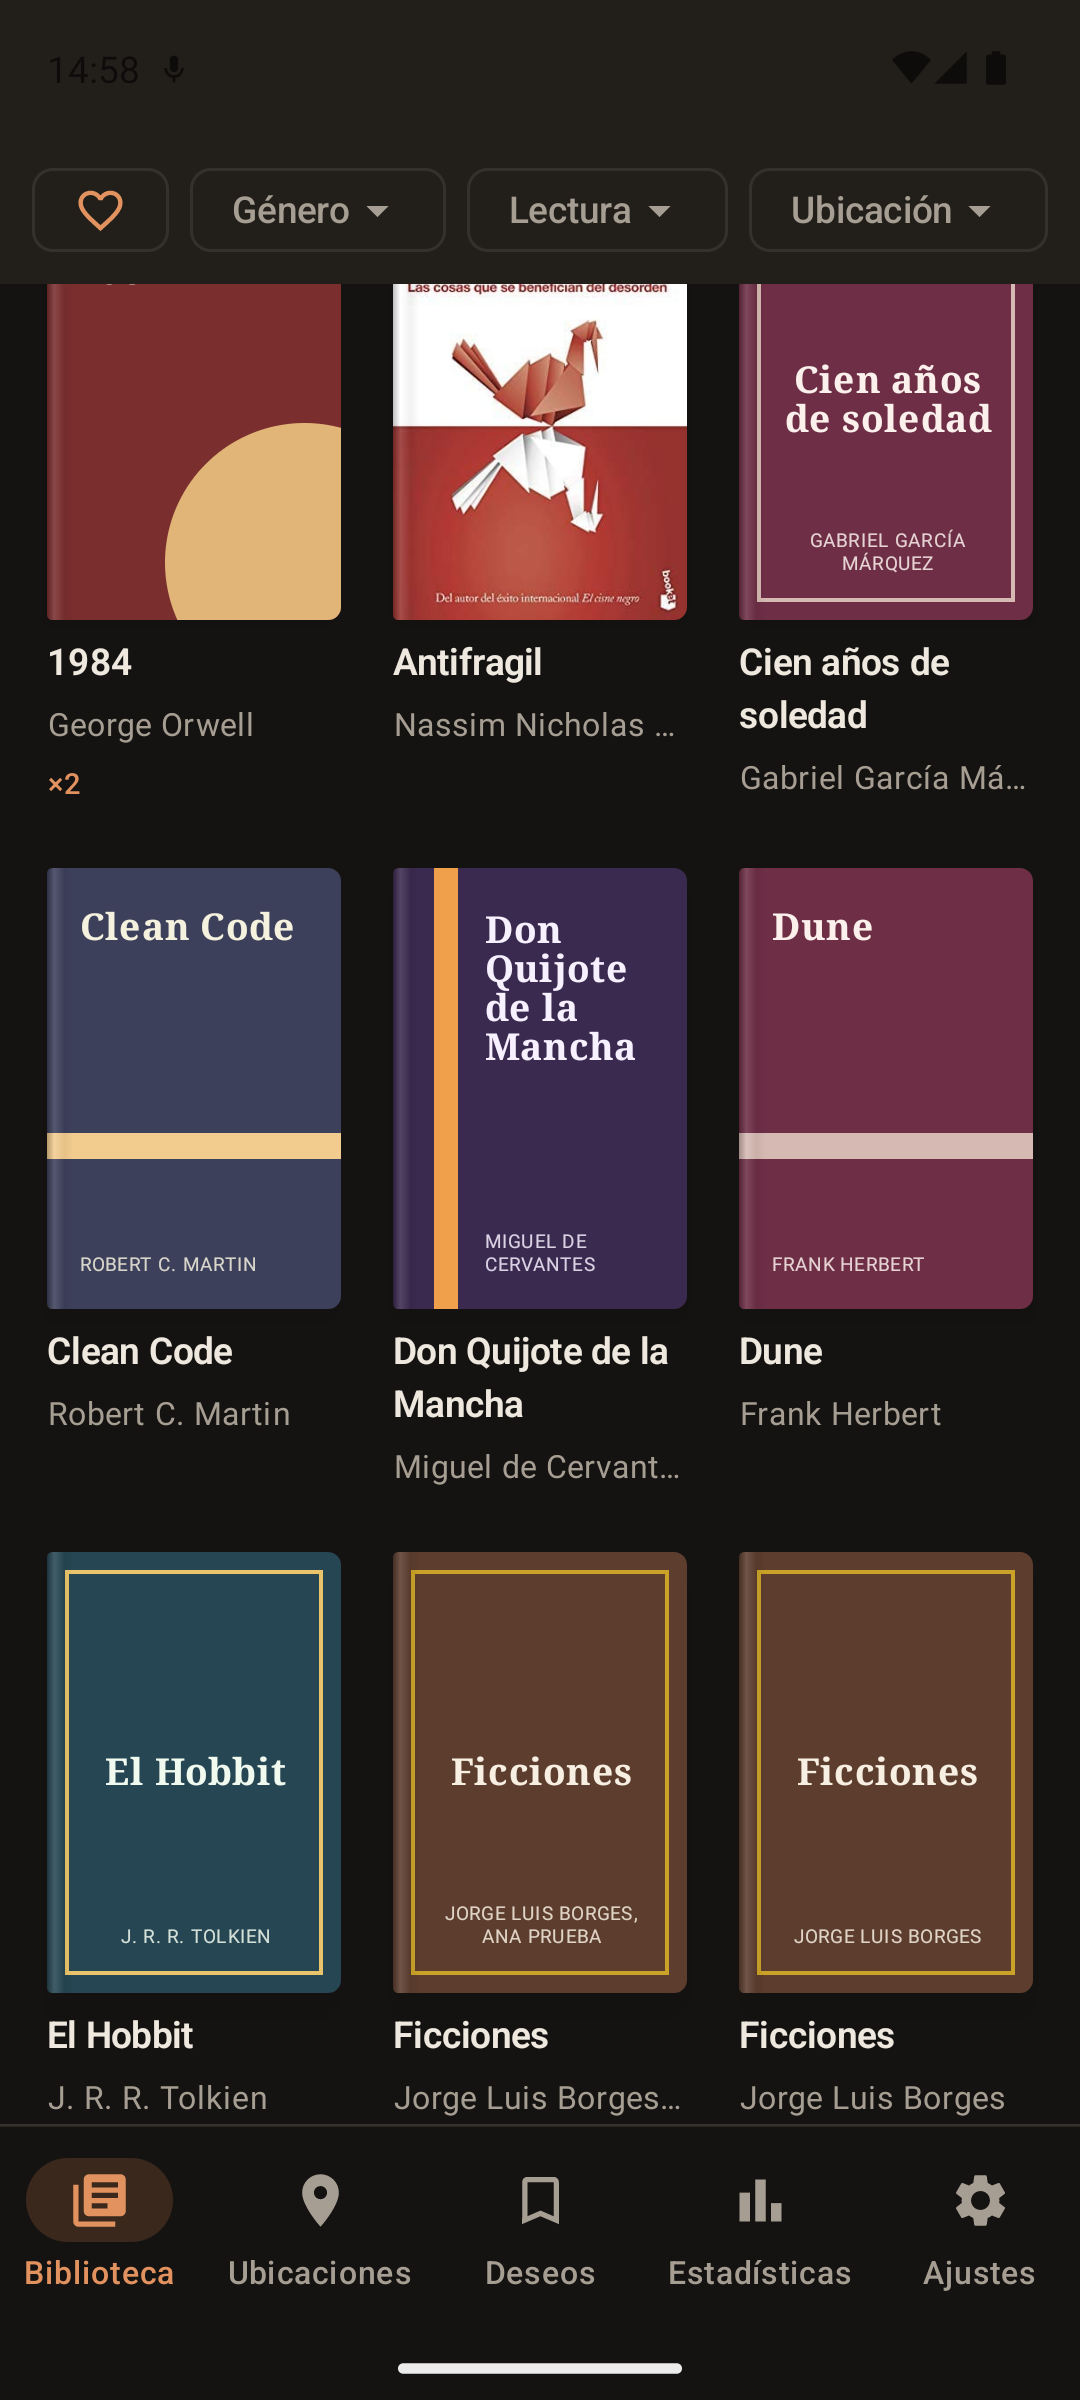 14:58
Género
Lectura
Ubicación
Las cosas que se benefician del desorden
Cien años
de soledad
GABRIEL GARCÍA
MÁRQUEZ
Del autor del éxito internacional El cisne negro
booket
1984
Antifragil
Cien años de
soledad
George Orwell
Nassim Nicholas ...
Gabriel García Má...
×2
Clean Code
ROBERT C. MARTIN
Don
Quijote
de la
Mancha
MIGUEL DE
CERVANTES
Dune
FRANK HERBERT
Clean Code
Robert C. Martin
Don Quijote de la
Mancha
Miguel de Cervant...
Dune
Frank Herbert
El Hobbit
J. R. R. TOLKIEN
Ficciones
JORGE LUIS BORGES,
ANA PRUEBA
Ficciones
JORGE LUIS BORGES
El Hobbit
J. R. R. Tolkien
Ficciones
Jorge Luis Borges...
Ficciones
Jorge Luis Borges
Biblioteca
Ubicaciones
Deseos
Estadísticas
Ajustes